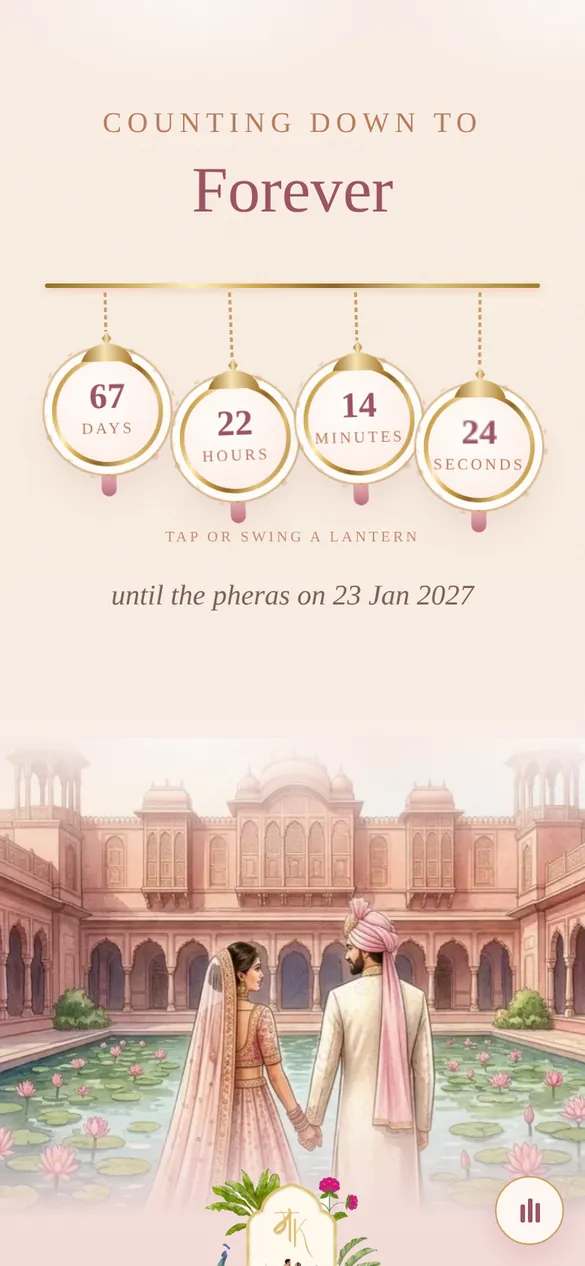 COUNTING DOWN TO
Forever
67
DAYS
22
HOURS
14
MINUTES
24
SECONDS
TAP OR SWING A LANTERN
until the pheras on 23 Jan 2027